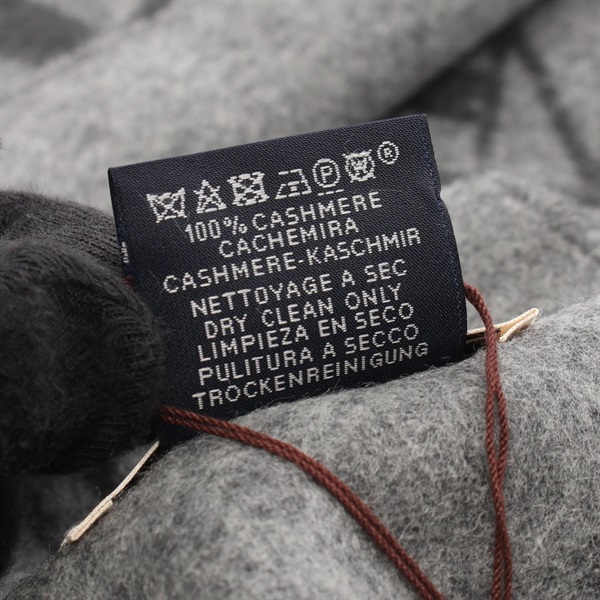 P ®
100% CASHMERE
CACHEMIRA
CASHMERE-KASCHMIR
NETTOYAGE A SEC
DRY CLEAN ONLY
LIMPIEZA EN SECO
PULITURA A SECCO
TROCKENREINIGUNG